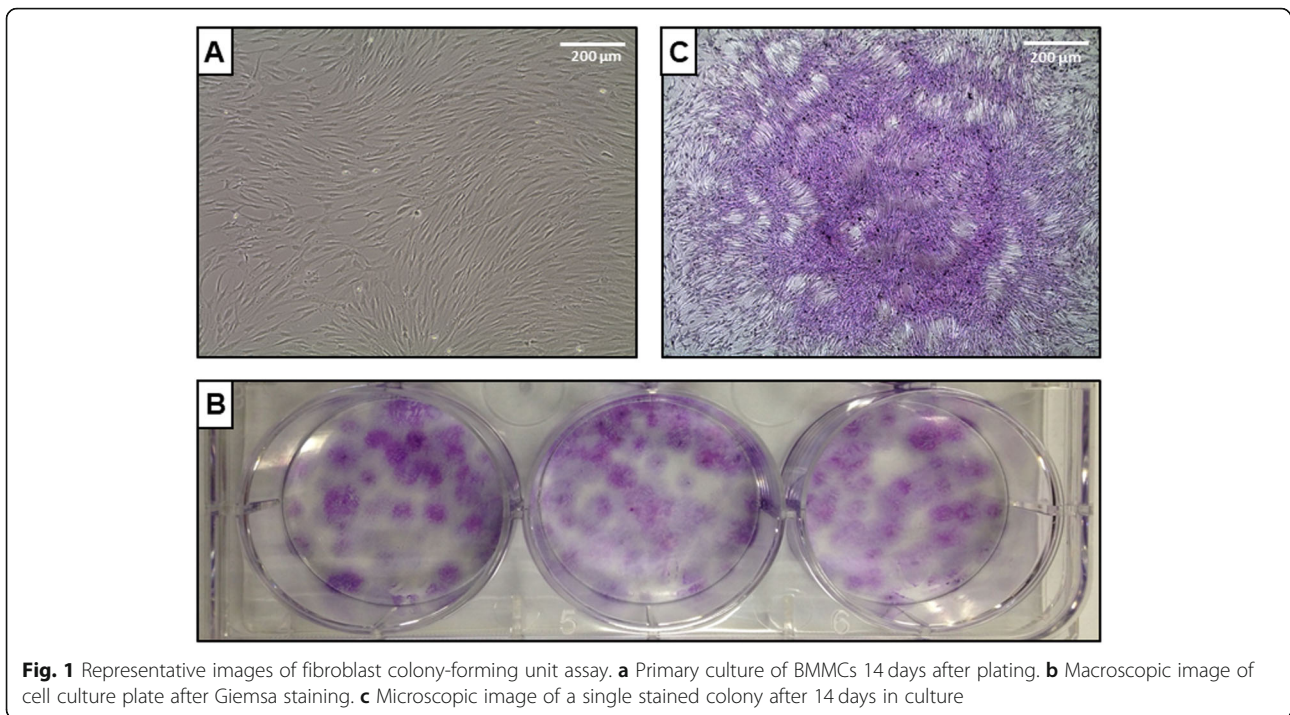 A
200 µm
C
200 µm
B
5
6
Fig. 1 Representative images of fibroblast colony-forming unit assay. a Primary culture of BMMCs 14 days after plating. b Macroscopic image of
cell culture plate after Giemsa staining. c Microscopic image of a single stained colony after 14 days in culture